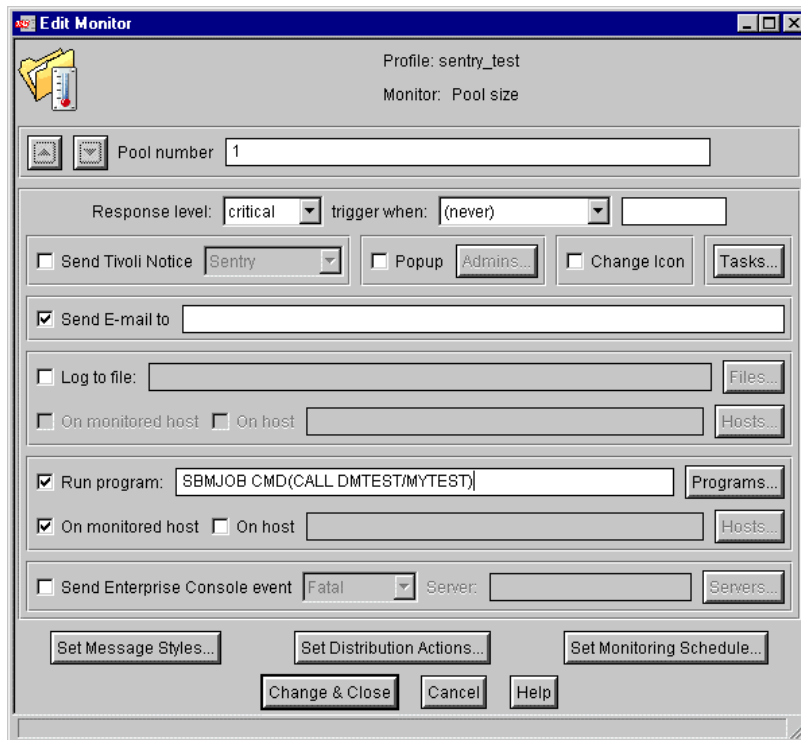 Edit Monitor
Profile: sentry_test
Monitor: Pool size
Pool number 1
Response level: critical trigger when: (never)
Send Tivoli Notice Sentry Popup Admins... Change Icon Tasks...
Send E-mail to
Log to file: Files...
On monitored host On host Hosts...
Run program: SBMJOB CMD(CALL DMTEST/MYTEST) Programs...
On monitored host On host Hosts...
Send Enterprise Console event Fatal Server: Servers...
Set Message Styles... Set Distribution Actions... Set Monitoring Schedule...
Change & Close Cancel Help